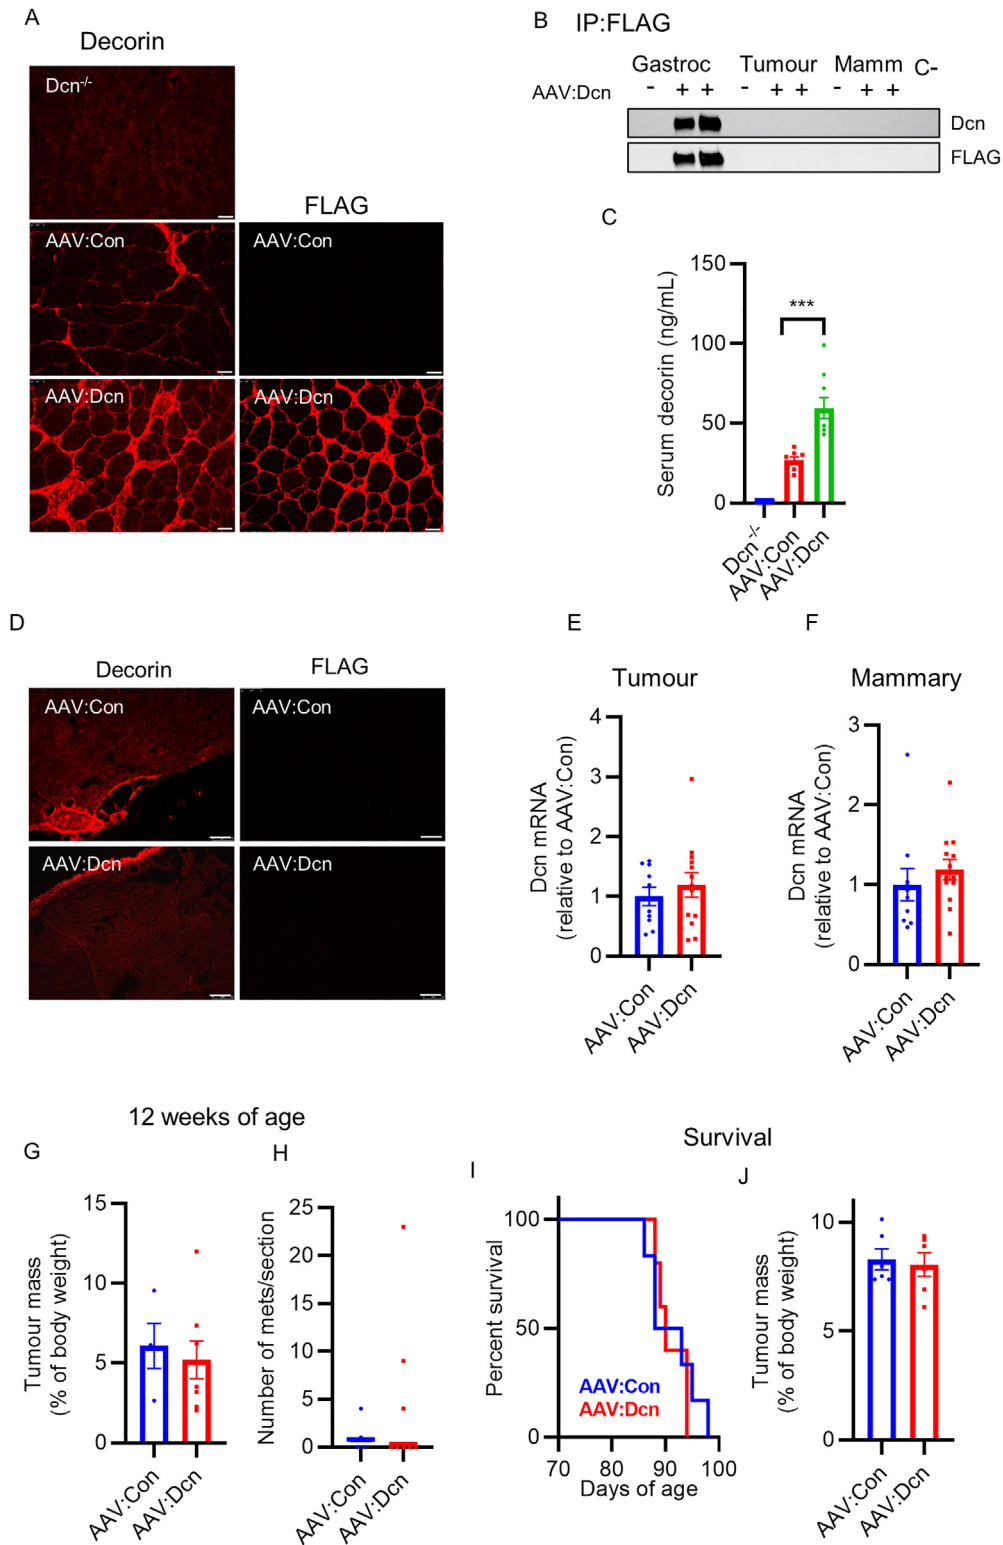 A
Decorin
Dcn-/-
FLAG
AAV:Con
AAV:Con
AAV:Dcn
AAV:Dcn
B
IP:FLAG
Gastroc Tumour Mamm C-
AAV:Dcn - + + - + + - + +
Dcn
FLAG
C
Serum decorin (ng/mL)
150
100
50
0
***
Dcn-/-
AAV:Con
AAV:Dcn
D
Decorin
FLAG
AAV:Con
AAV:Con
AAV:Dcn
AAV:Dcn
E
Tumour
Dcn mRNA
(relative to AAV:Con)
4
3
2
1
0
AAV:Con
AAV:Dcn
F
Mammary
Dcn mRNA
(relative to AAV:Con)
3
2
1
0
AAV:Con
AAV:Dcn
12 weeks of age
G
Tumour mass
(% of body weight)
15
10
5
0
AAV:Con
AAV:Dcn
H
Number of mets/section
25
20
15
10
5
0
AAV:Con
AAV:Dcn
Survival
I
Percent survival
100
50
0
AAV:Con
AAV:Dcn
70 80 90 100
Days of age
J
Tumour mass
(% of body weight)
10
5
0
AAV:Con
AAV:Dcn